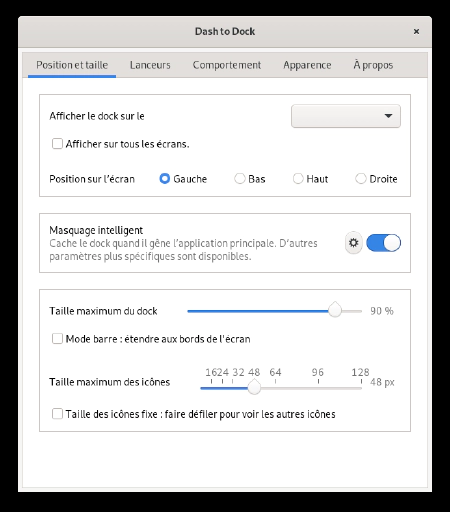 Dash to Dock
Position et taille Lanceurs Comportement Apparence À propos
Afficher le dock sur le
Afficher sur tous les écrans.
Position sur l'écran Gauche Bas Haut Droite
Masquage intelligent
Cache le dock quand il gêne l'application principale. D'autres
paramètres plus spécifiques sont disponibles.
Taille maximum du dock 90 %
Mode barre : étendre aux bords de l'écran
16 24 32 48 64 96 128
Taille maximum des icônes 48 px
Taille des icônes fixe : faire défiler pour voir les autres icônes